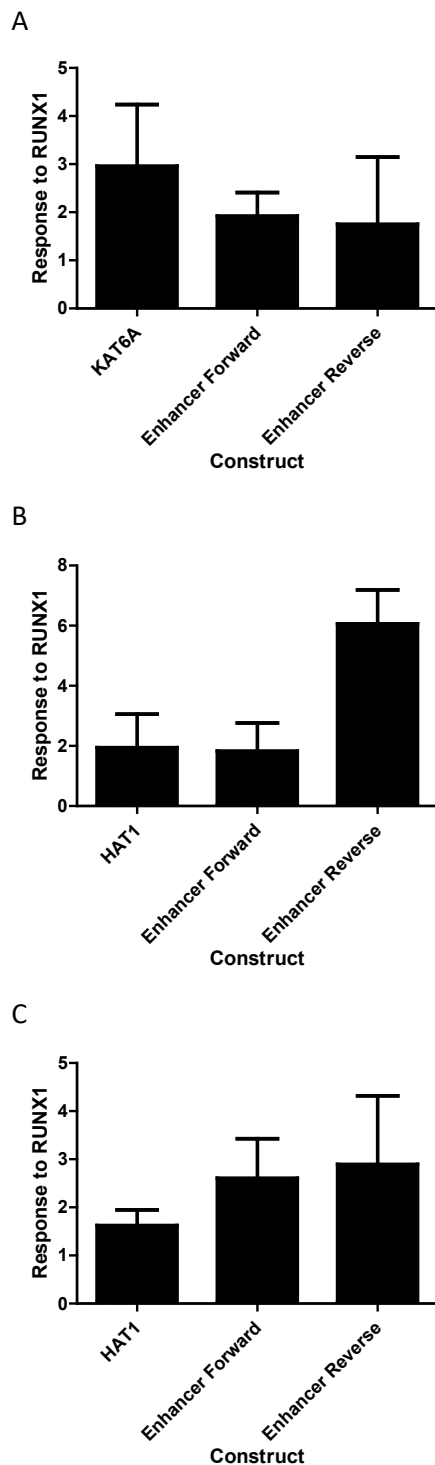 A
Response to RUNX1
5
4
3
2
1
0
KAT6A
Enhancer Forward
Enhancer Reverse
Construct
B
Response to RUNX1
8
6
4
2
0
HAT1
Enhancer Forward
Enhancer Reverse
Construct
C
Response to RUNX1
5
4
3
2
1
0
HAT1
Enhancer Forward
Enhancer Reverse
Construct